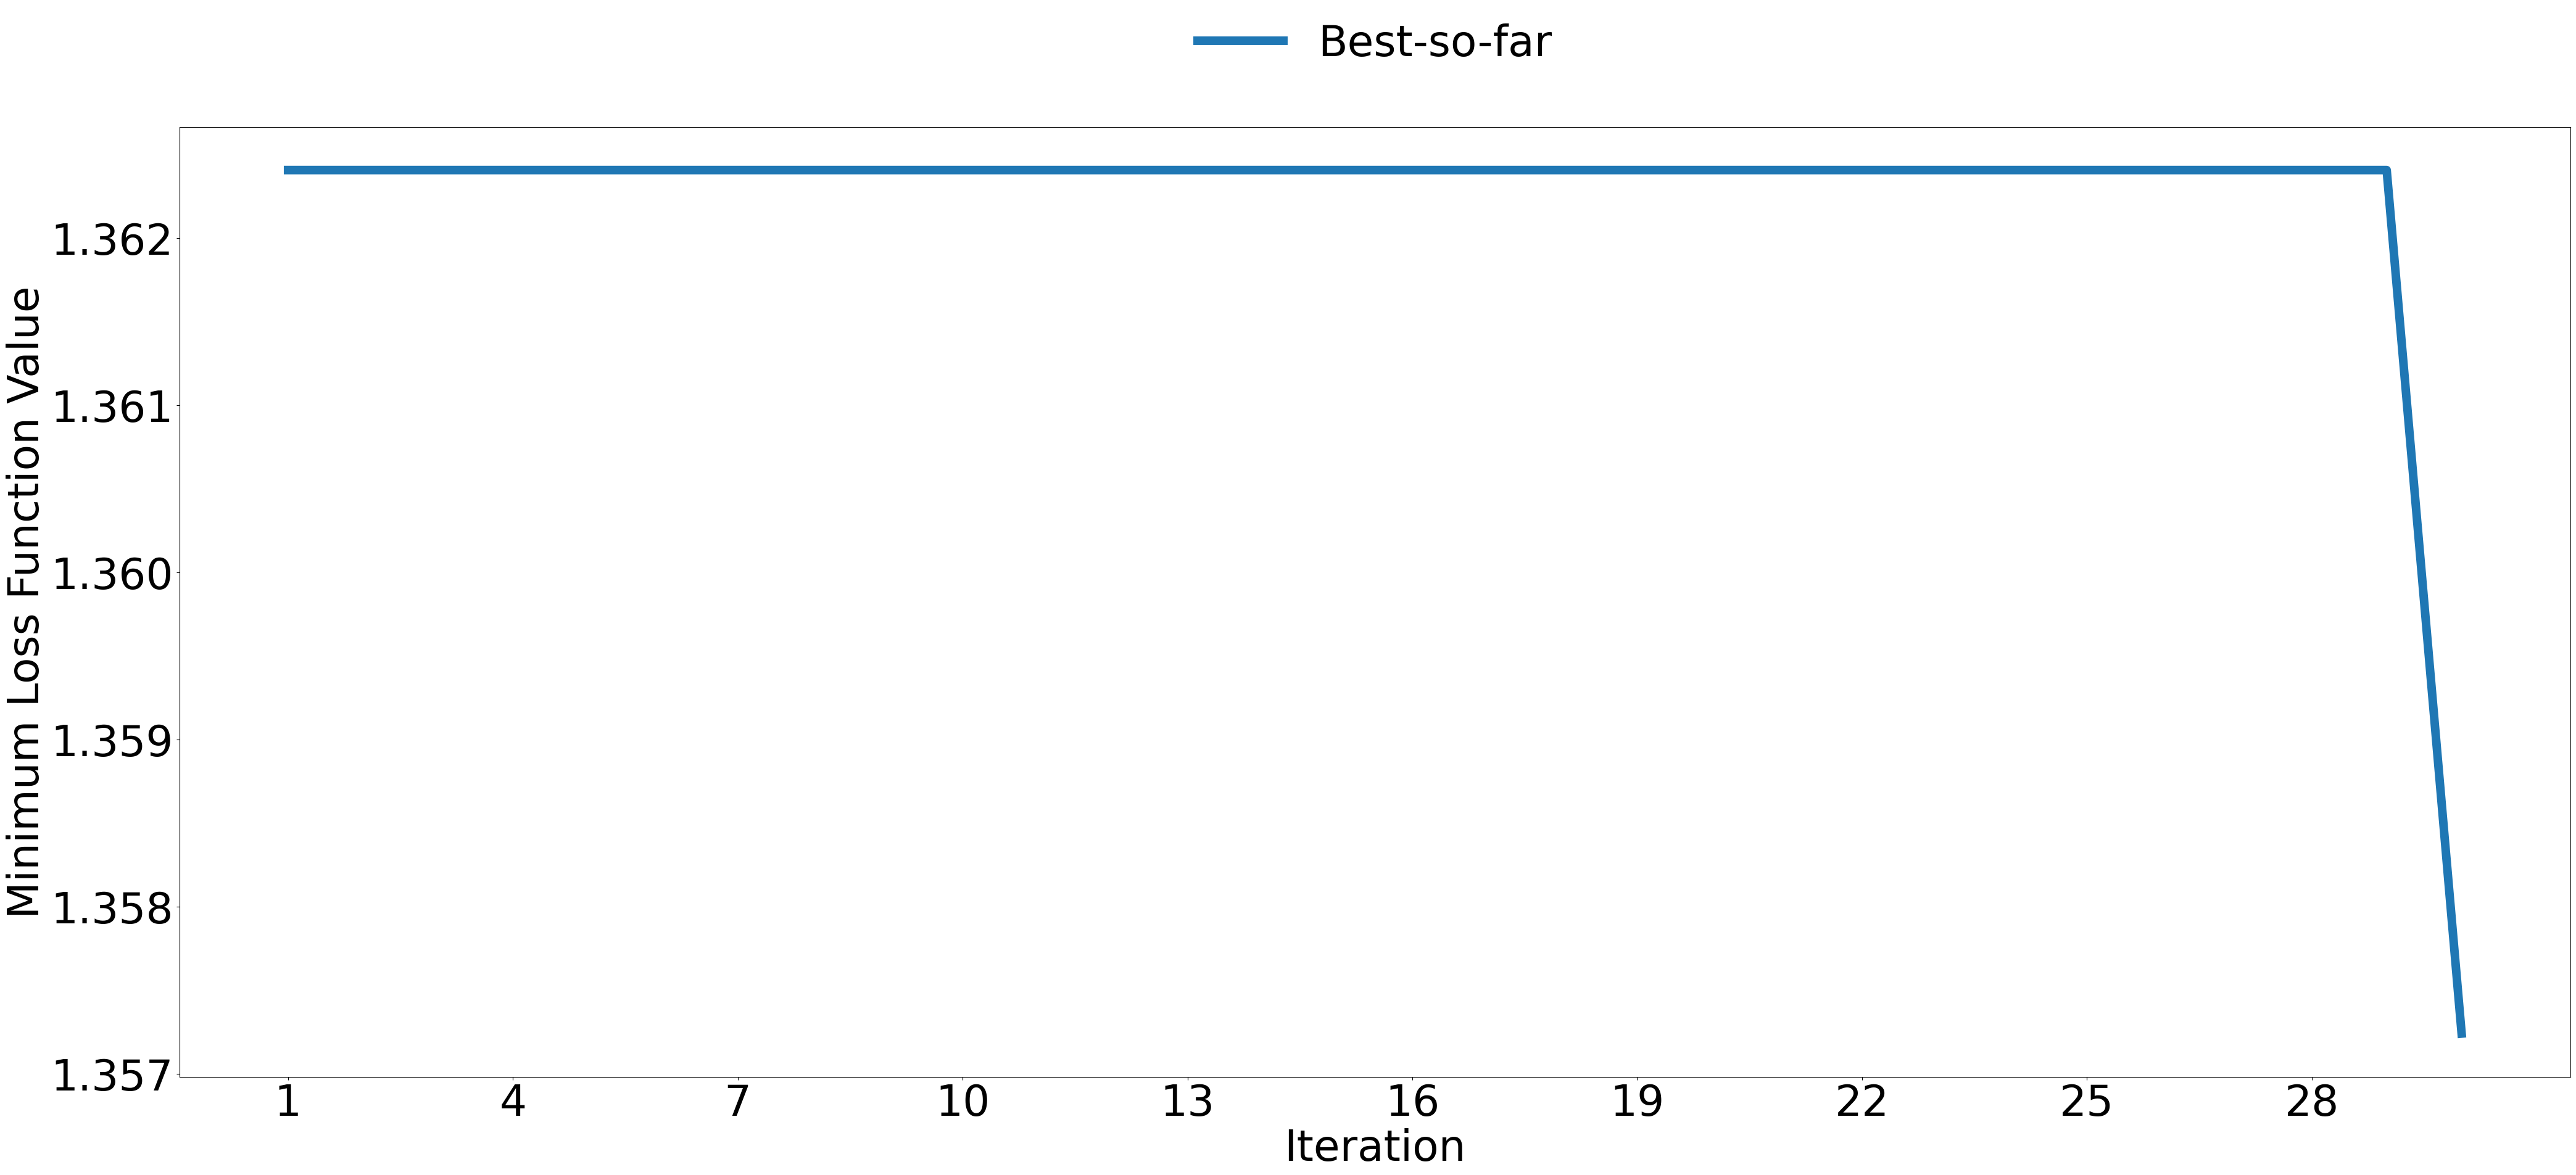 Best-so-far
Minimum Loss Function Value
1.362
1.361
1.360
1.359
1.358
1.357
1 4 7 10 13 16 19 22 25 28
Iteration